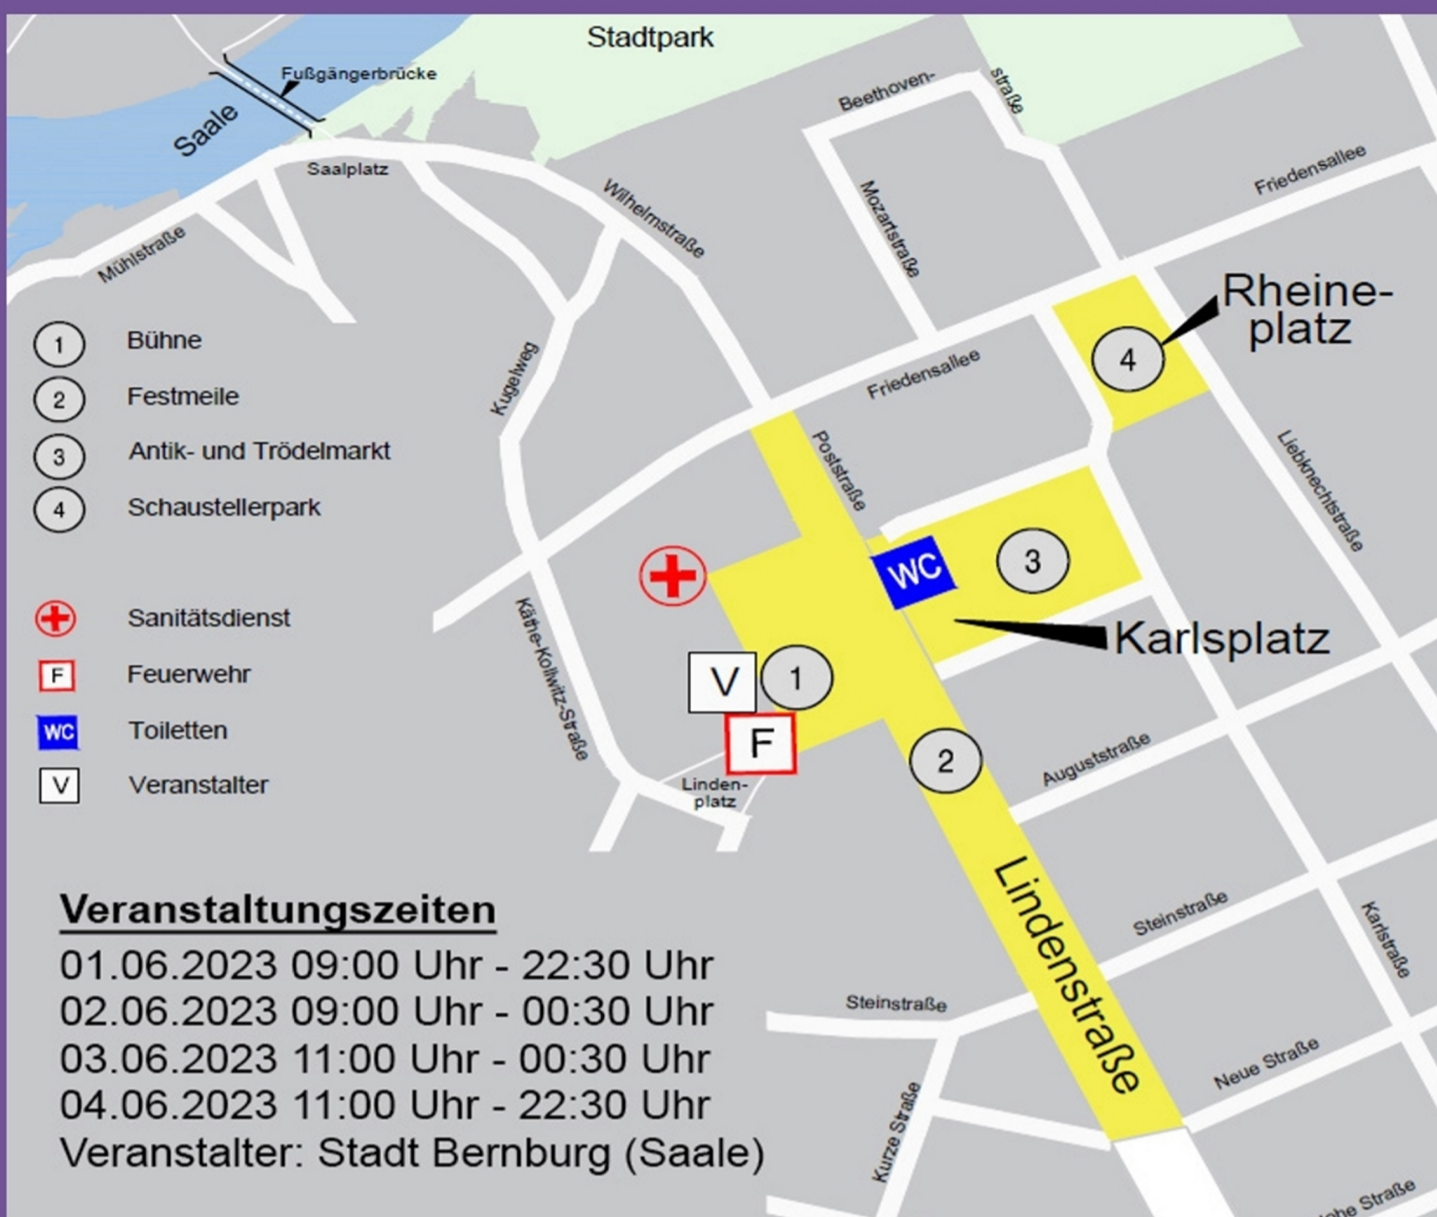 Stadtpark
Fußgängerbrücke
Saale
Saalplatz
Mühlstraße
Wilhelmstraße
Beethoven-
straße
Mozartstraße
Friedensallee
Rheine-
platz
4
Friedensallee
Kugelweg
Poststraße
Liebknechtstraße
1 Bühne
2 Festmeile
3 Antik- und Trödelmarkt
4 Schaustellerpark
Sanitätsdienst
F Feuerwehr
WC Toiletten
V Veranstalter
WC
3
Karlsplatz
V
1
F
2
Käthe-Kollwitz-Straße
Linden-
platz
Auguststraße
Lindenstraße
Steinstraße
Karlstraße
Steinstraße
Neue Straße
Kurze Straße
Veranstaltungszeiten
01.06.2023 09:00 Uhr - 22:30 Uhr
02.06.2023 09:00 Uhr - 00:30 Uhr
03.06.2023 11:00 Uhr - 00:30 Uhr
04.06.2023 11:00 Uhr - 22:30 Uhr
Veranstalter: Stadt Bernburg (Saale)
Straße